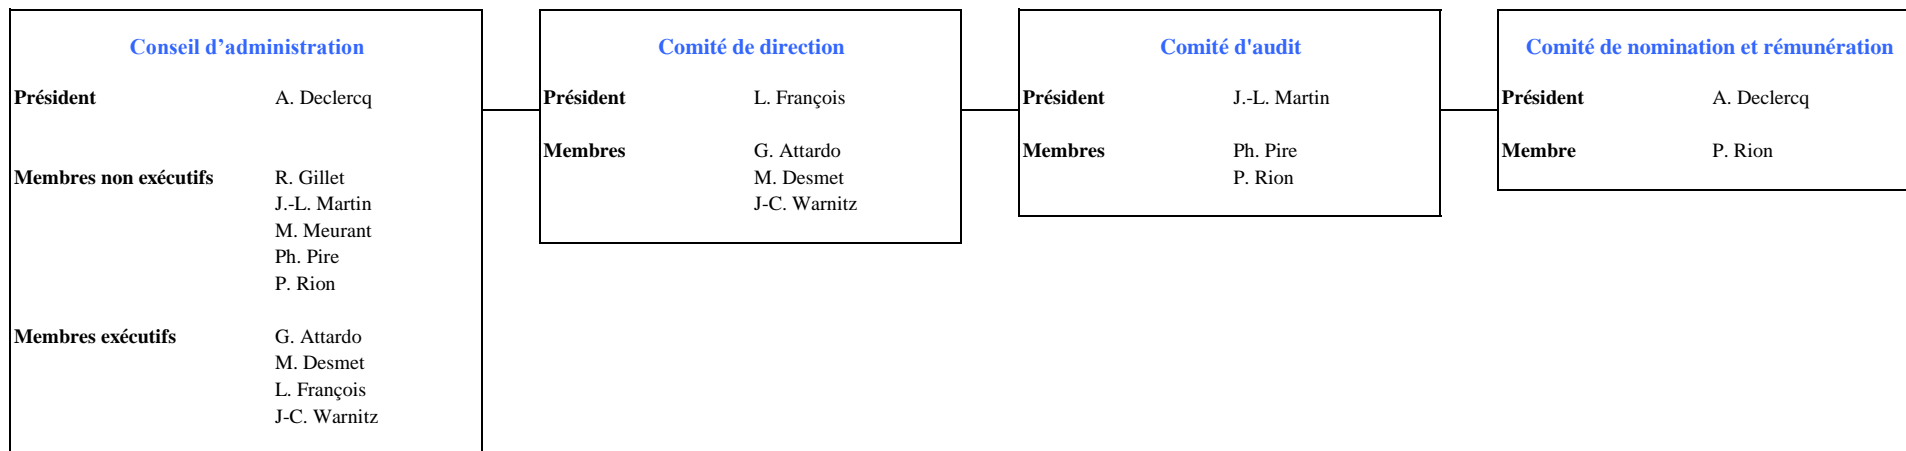 Conseil d’administration
Président A. Declercq
Membres non exécutifs R. Gillet
J.-L. Martin
M. Meurant
Ph. Pire
P. Rion
Membres exécutifs G. Attardo
M. Desmet
L. François
J-C. Warnitz
Comité de direction
Président L. François
Membres G. Attardo
M. Desmet
J-C. Warnitz
Comité d'audit
Président J.-L. Martin
Membres Ph. Pire
P. Rion
Comité de nomination et rémunération
Président A. Declercq
Membre P. Rion